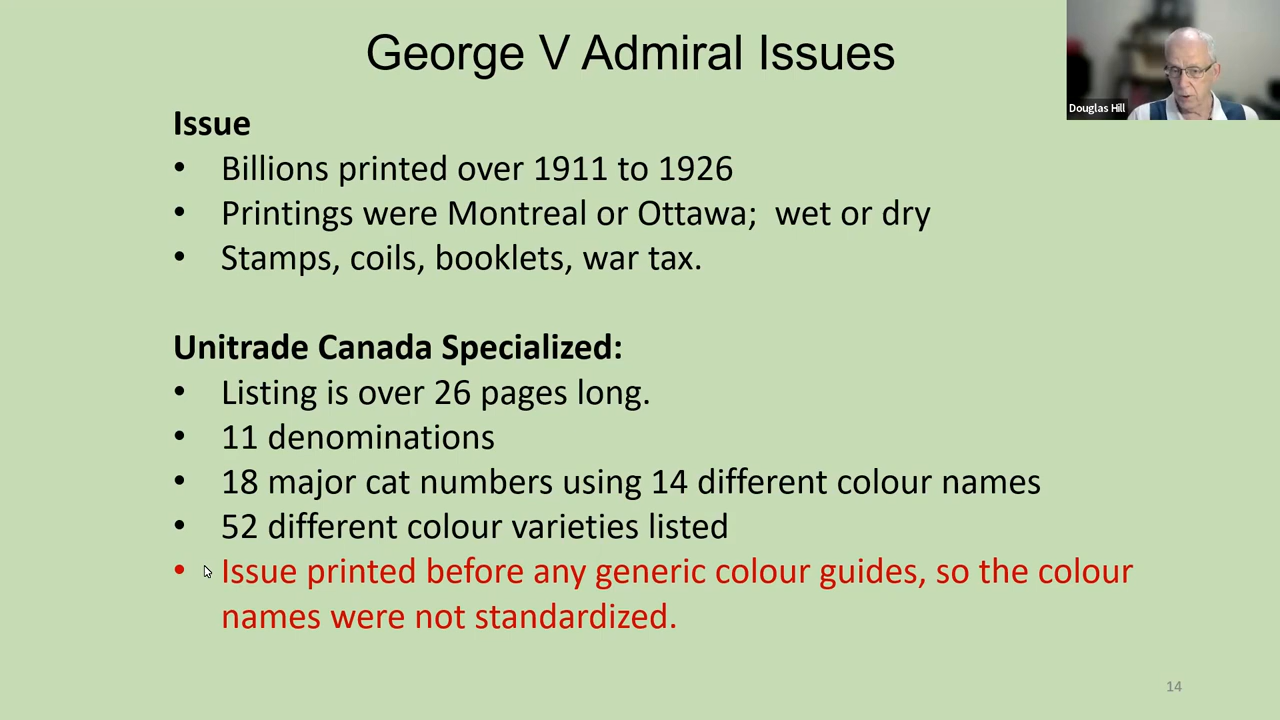 George V Admiral Issues
Douglas Hill
Issue
• Billions printed over 1911 to 1926
• Printings were Montreal or Ottawa;  wet or dry
• Stamps, coils, booklets, war tax.
Unitrade Canada Specialized:
• Listing is over 26 pages long.
• 11 denominations
• 18 major cat numbers using 14 different colour names
• 52 different colour varieties listed
• Issue printed before any generic colour guides, so the colour
names were not standardized.
14